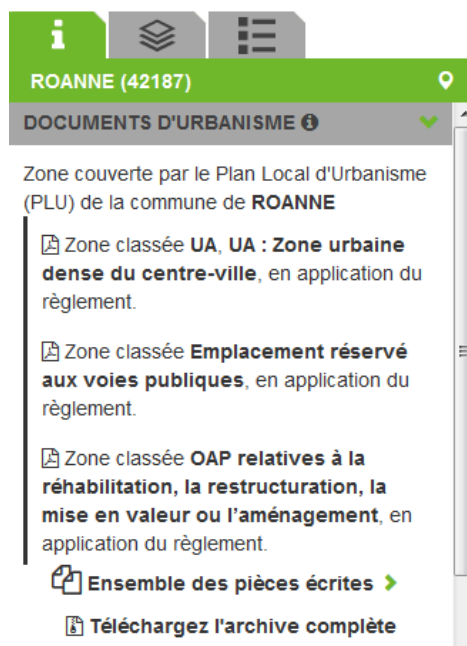 ROANNE (42187)
DOCUMENTS D'URBANISME
Zone couverte par le Plan Local d'Urbanisme
(PLU) de la commune de ROANNE
Zone classée UA, UA : Zone urbaine
dense du centre-ville, en application du
règlement.
Zone classée Emplacement réservé
aux voies publiques, en application du
règlement.
Zone classée OAP relatives à la
réhabilitation, la restructuration, la
mise en valeur ou l’aménagement, en
application du règlement.
Ensemble des pièces écrites
Téléchargez l'archive complète